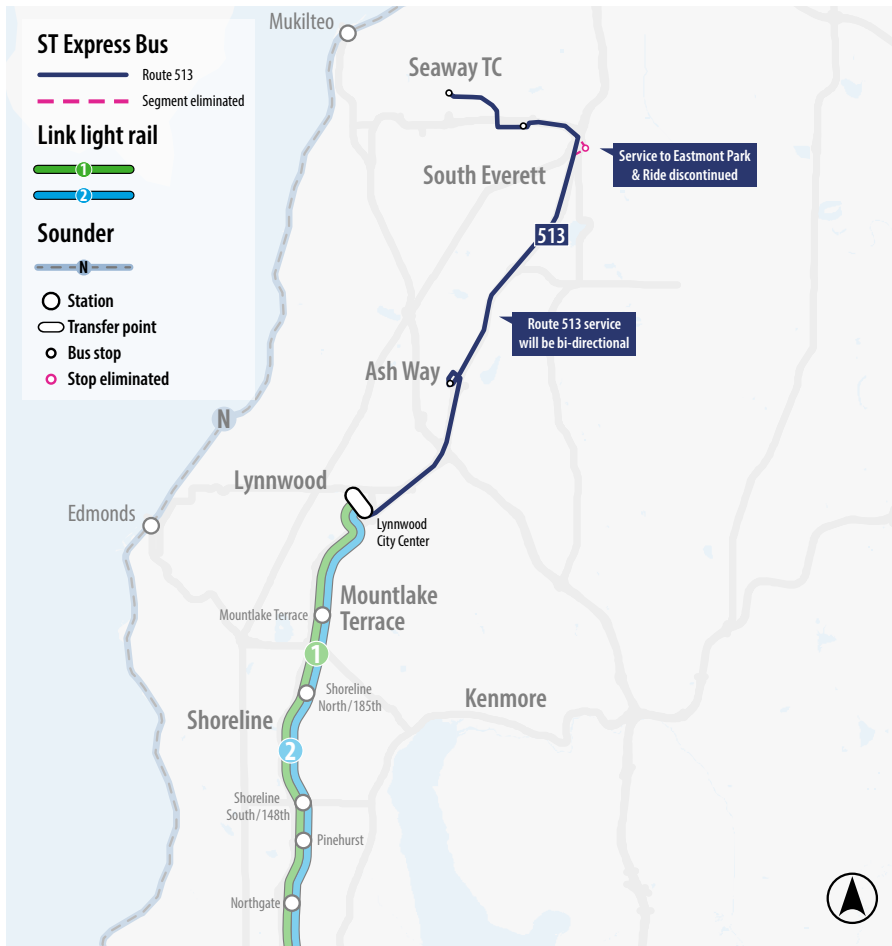 ST Express Bus
Route 513
Segment eliminated
Link light rail
1
2
Sounder
N
Station
Transfer point
Bus stop
Stop eliminated
Mukilteo
Seaway TC
South Everett
Service to Eastmont Park
& Ride discontinued
513
Route 513 service
will be bi-directional
Ash Way
N
Lynnwood
Edmonds
Lynnwood
City Center
Mountlake Terrace
Mountlake
Terrace
1
Shoreline
North/185th
Kenmore
Shoreline
2
Shoreline
South/148th
Pinehurst
Northgate